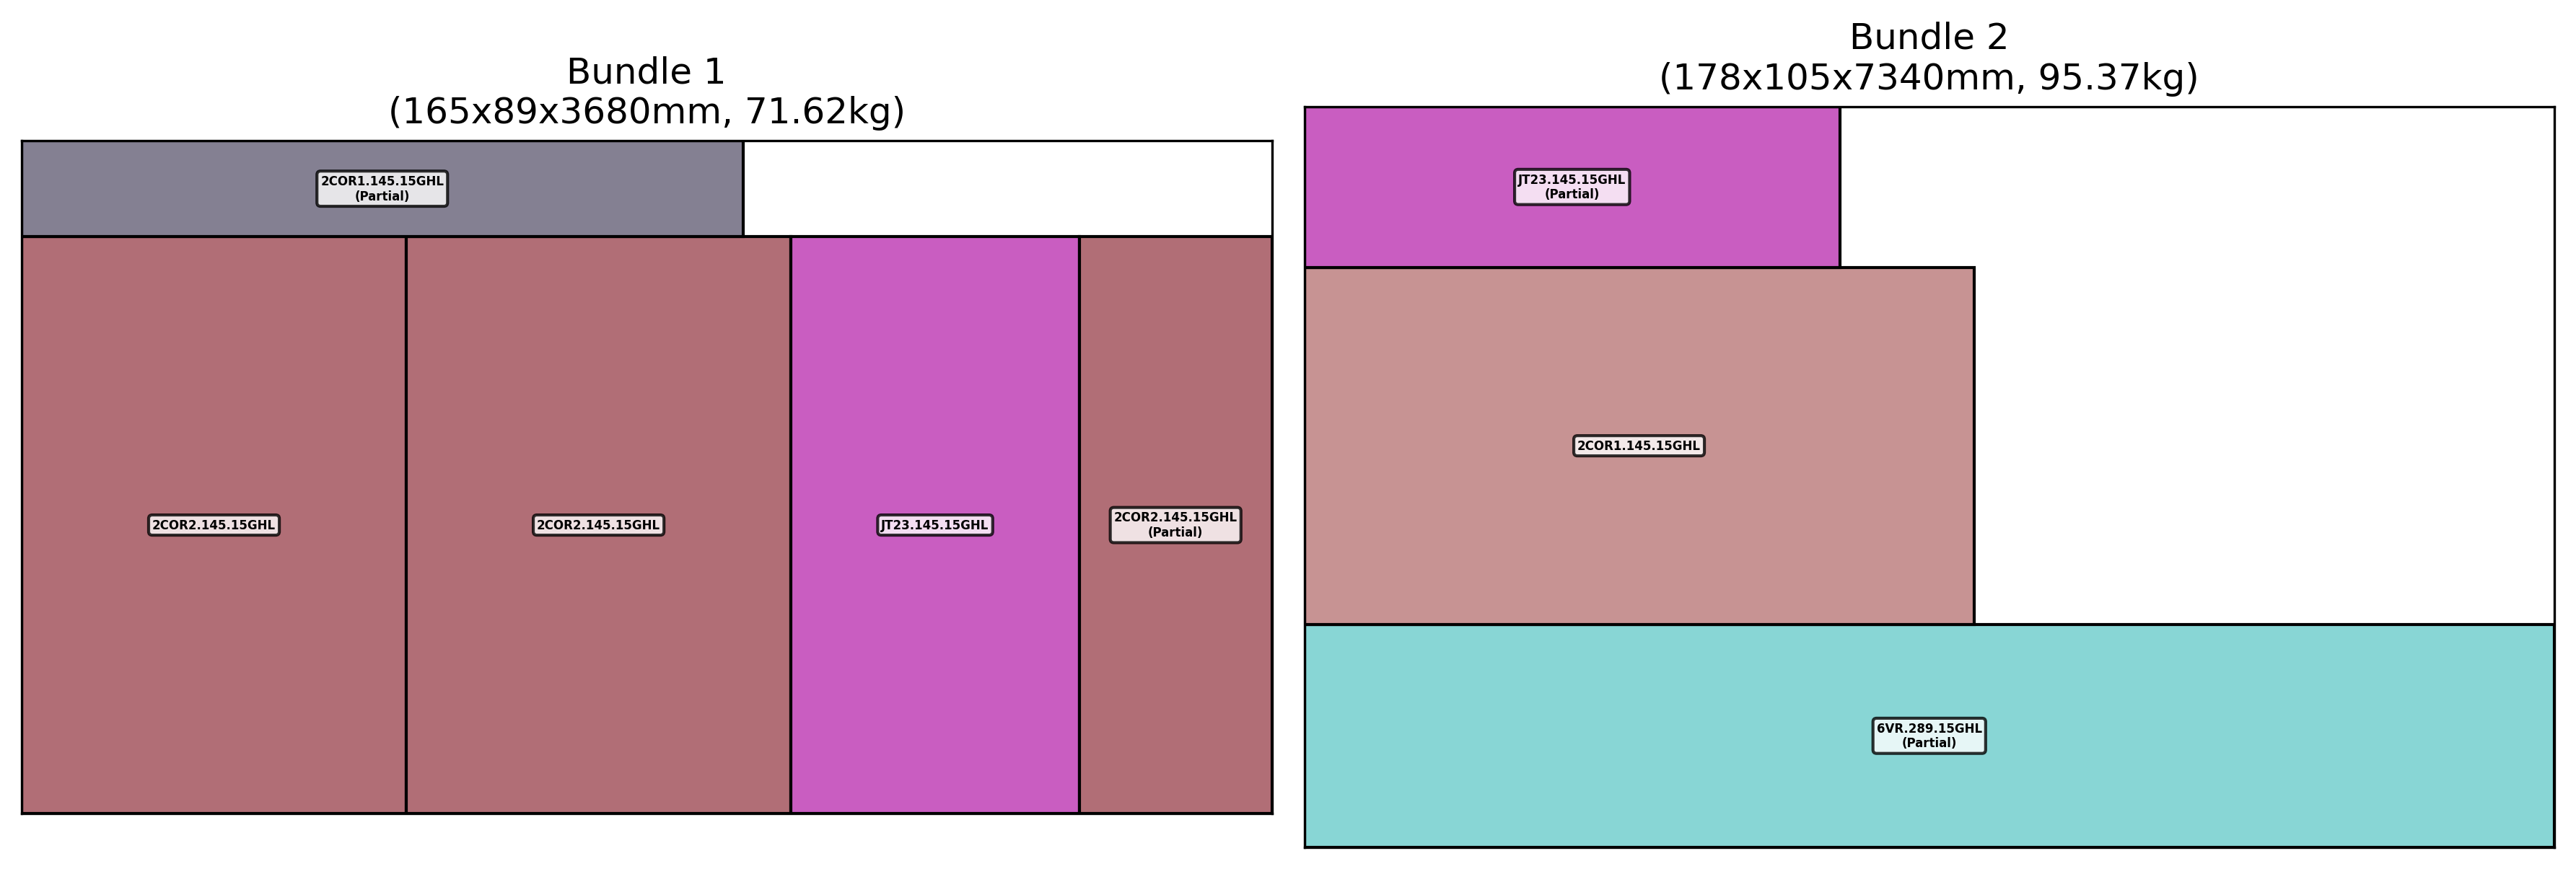 Bundle 1
(165x89x3680mm, 71.62kg)
2COR1.145.15GHL
(Partial)
2COR2.145.15GHL
2COR2.145.15GHL
JT23.145.15GHL
2COR2.145.15GHL
(Partial)
Bundle 2
(178x105x7340mm, 95.37kg)
JT23.145.15GHL
(Partial)
2COR1.145.15GHL
6VR.289.15GHL
(Partial)